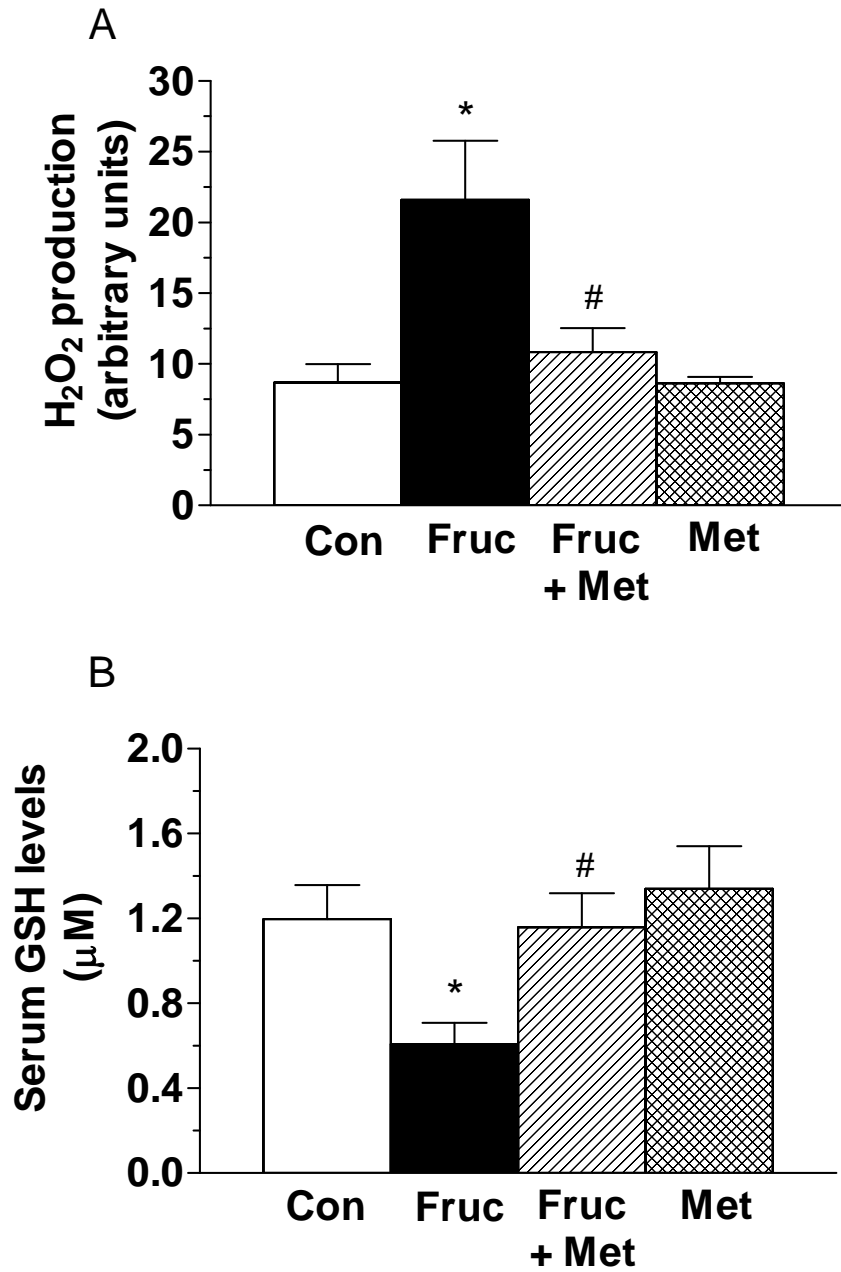 A
H₂O₂ production
(arbitrary units)
30
25
20
15
10
5
0
*
#
Con
Fruc
Fruc
+ Met
Met
B
Serum GSH levels
(μM)
2.0
1.6
1.2
0.8
0.4
0.0
*
#
Con
Fruc
Fruc
+ Met
Met